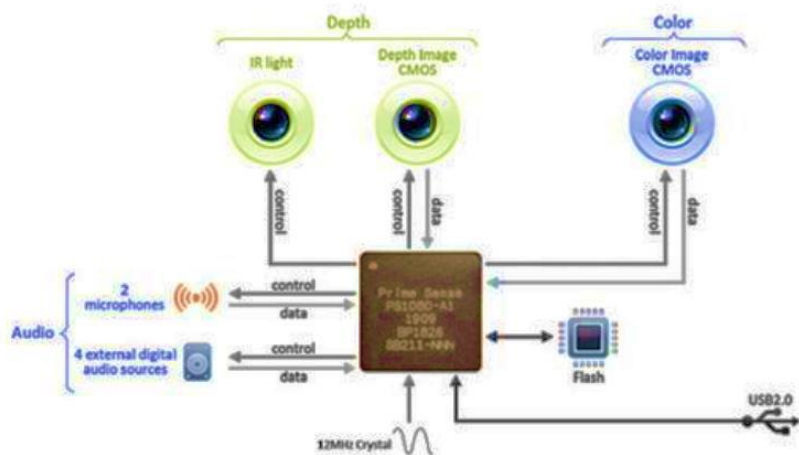 Depth
Color
IR light
Depth Image
CMOS
Color Image
CMOS
control
control
data
control
data
Audio
2
microphones
control
data
4 external digital
audio sources
control
data
Prime Sense
PS1080-A1
1909
Flash
12MHz Crystal
USB2.0